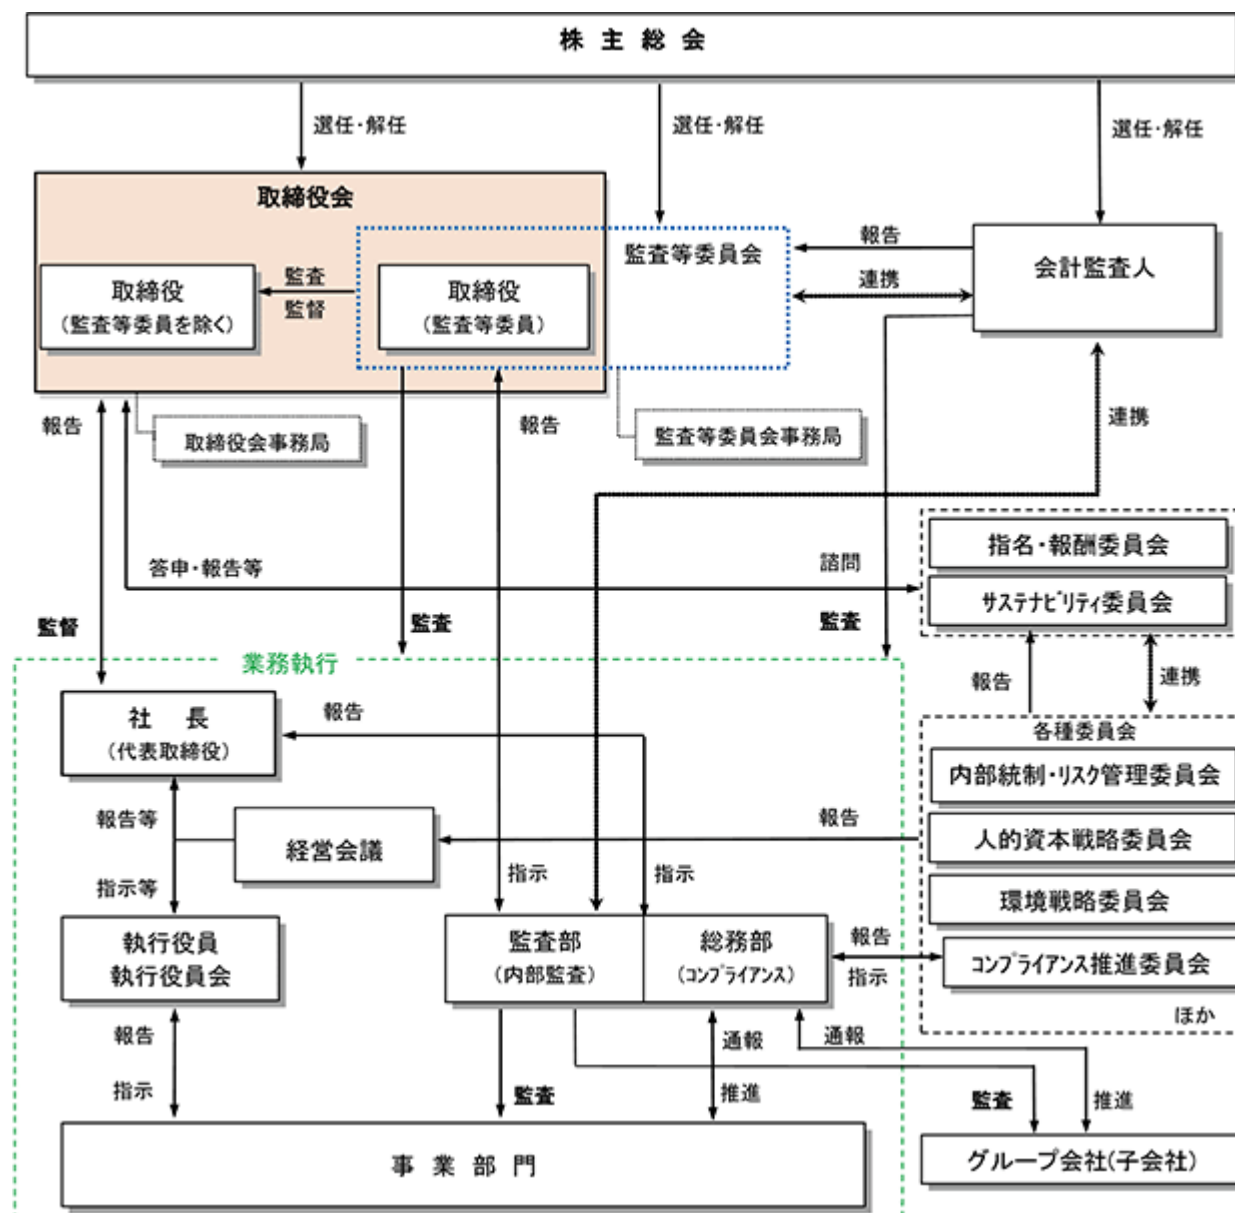 株 主 総 会
選任・解任
選任・解任
選任・解任
取締役会
監査等委員会
報告
連携
会計監査人
取締役
(監査等委員を除く)
監査
監督
取締役
(監査等委員)
報告
取締役会事務局
報告
監査等委員会事務局
連携
指名・報酬委員会
サステナビリティ委員会
答申・報告等
諮問
監督
監査
監査
業務執行
報告
連携
社 長
(代表取締役)
報告
各種委員会
内部統制・リスク管理委員会
人的資本戦略委員会
環境戦略委員会
コンプライアンス推進委員会
ほか
報告等
経営会議
報告
指示等
指示
指示
執行役員
執行役員会
監査部
(内部監査)
総務部
(コンプライアンス)
報告
指示
報告
指示
監査
通報
推進
通報
監査
推進
事 業 部 門
グループ会社(子会社)